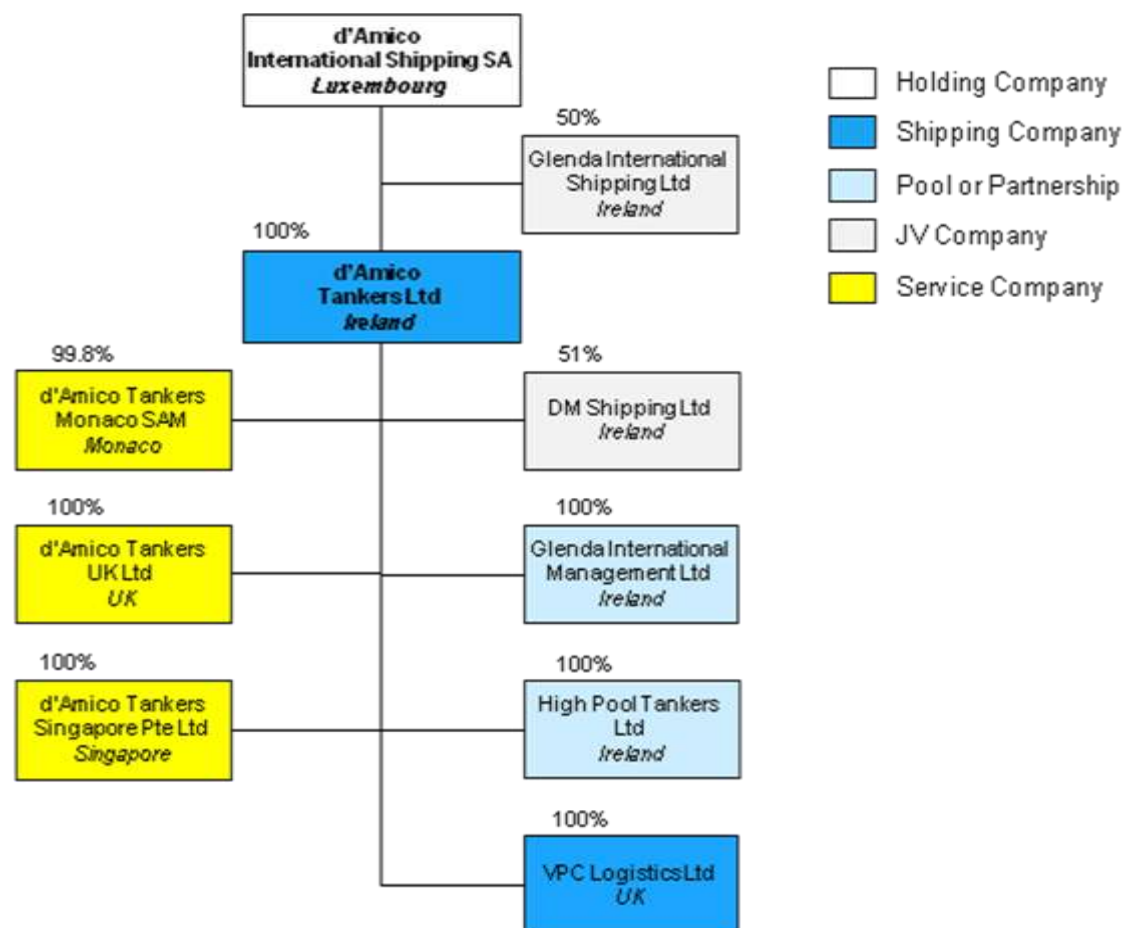 d'Amico
International Shipping SA
Luxembourg
50%
Glenda International
Shipping Ltd
Ireland
100%
d'Amico
Tankers Ltd
Ireland
99.8%
d'Amico Tankers
Monaco SAM
Monaco
51%
DM Shipping Ltd
Ireland
100%
d'Amico Tankers
UK Ltd
UK
100%
Glenda International
Management Ltd
Ireland
100%
d'Amico Tankers
Singapore Pte Ltd
Singapore
100%
High Pool Tankers
Ltd
Ireland
100%
VPC Logistics Ltd
UK
Holding Company
Shipping Company
Pool or Partnership
JV Company
Service Company